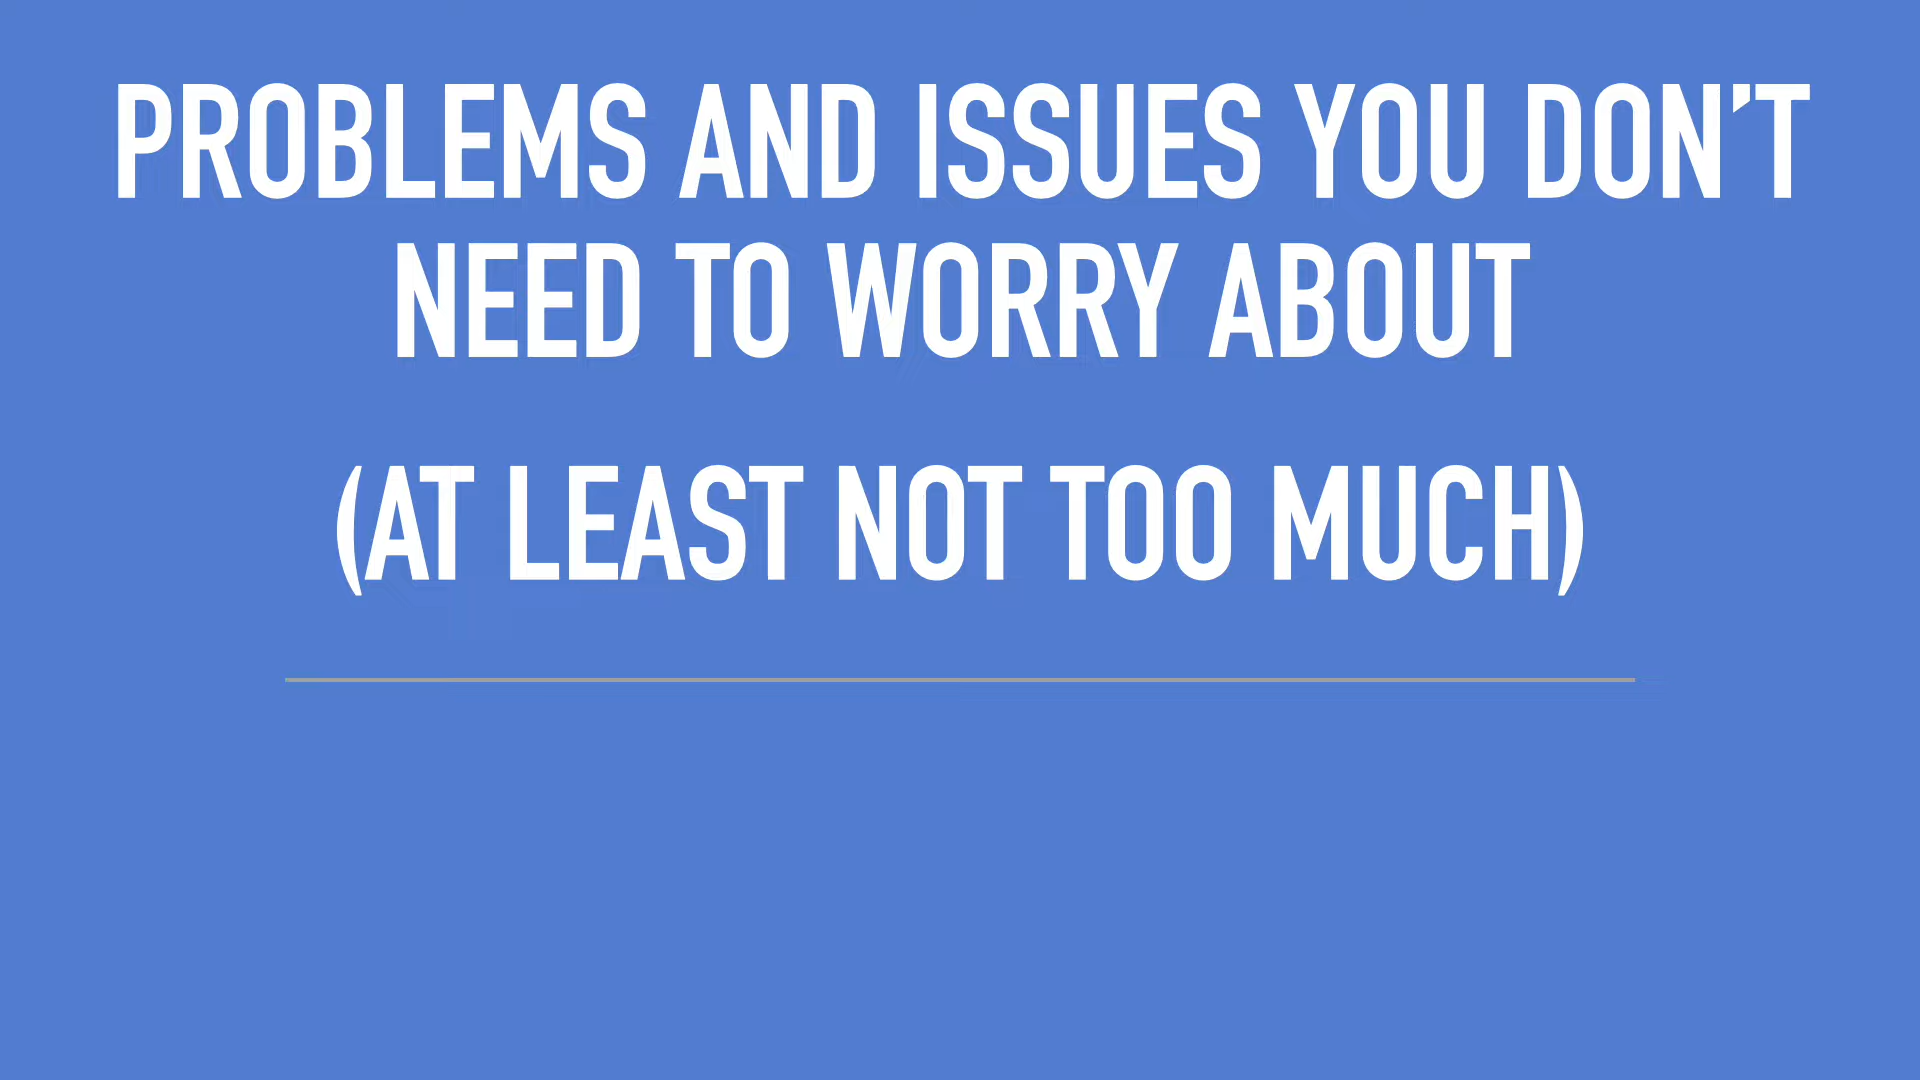 PROBLEMS AND ISSUES YOU DON’T
NEED TO WORRY ABOUT
(AT LEAST NOT TOO MUCH)